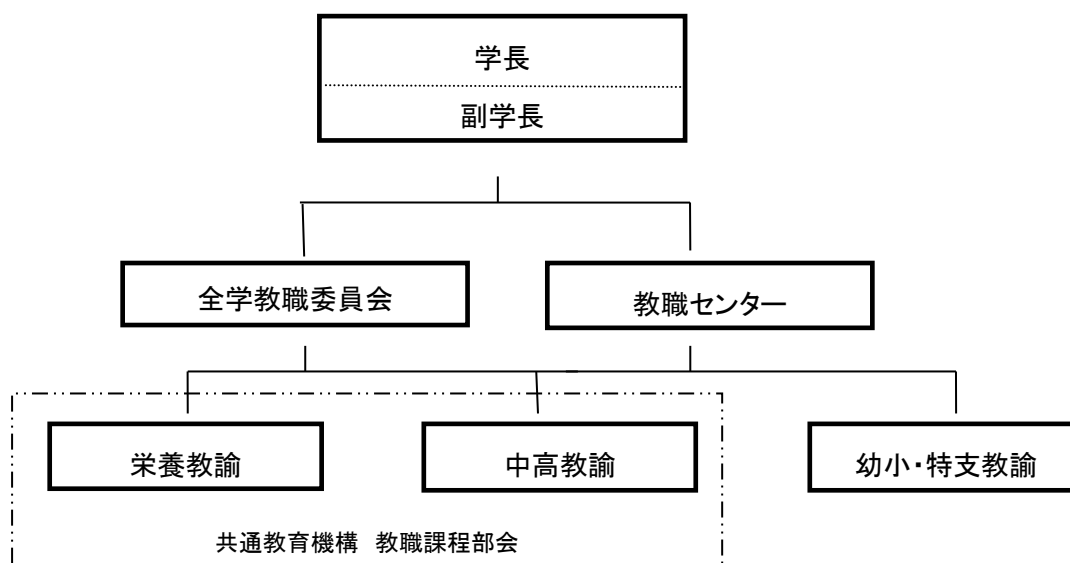 学長
副学長
全学教職委員会
教職センター
栄養教諭
中高教諭
幼小・特支教諭
共通教育機構 教職課程部会